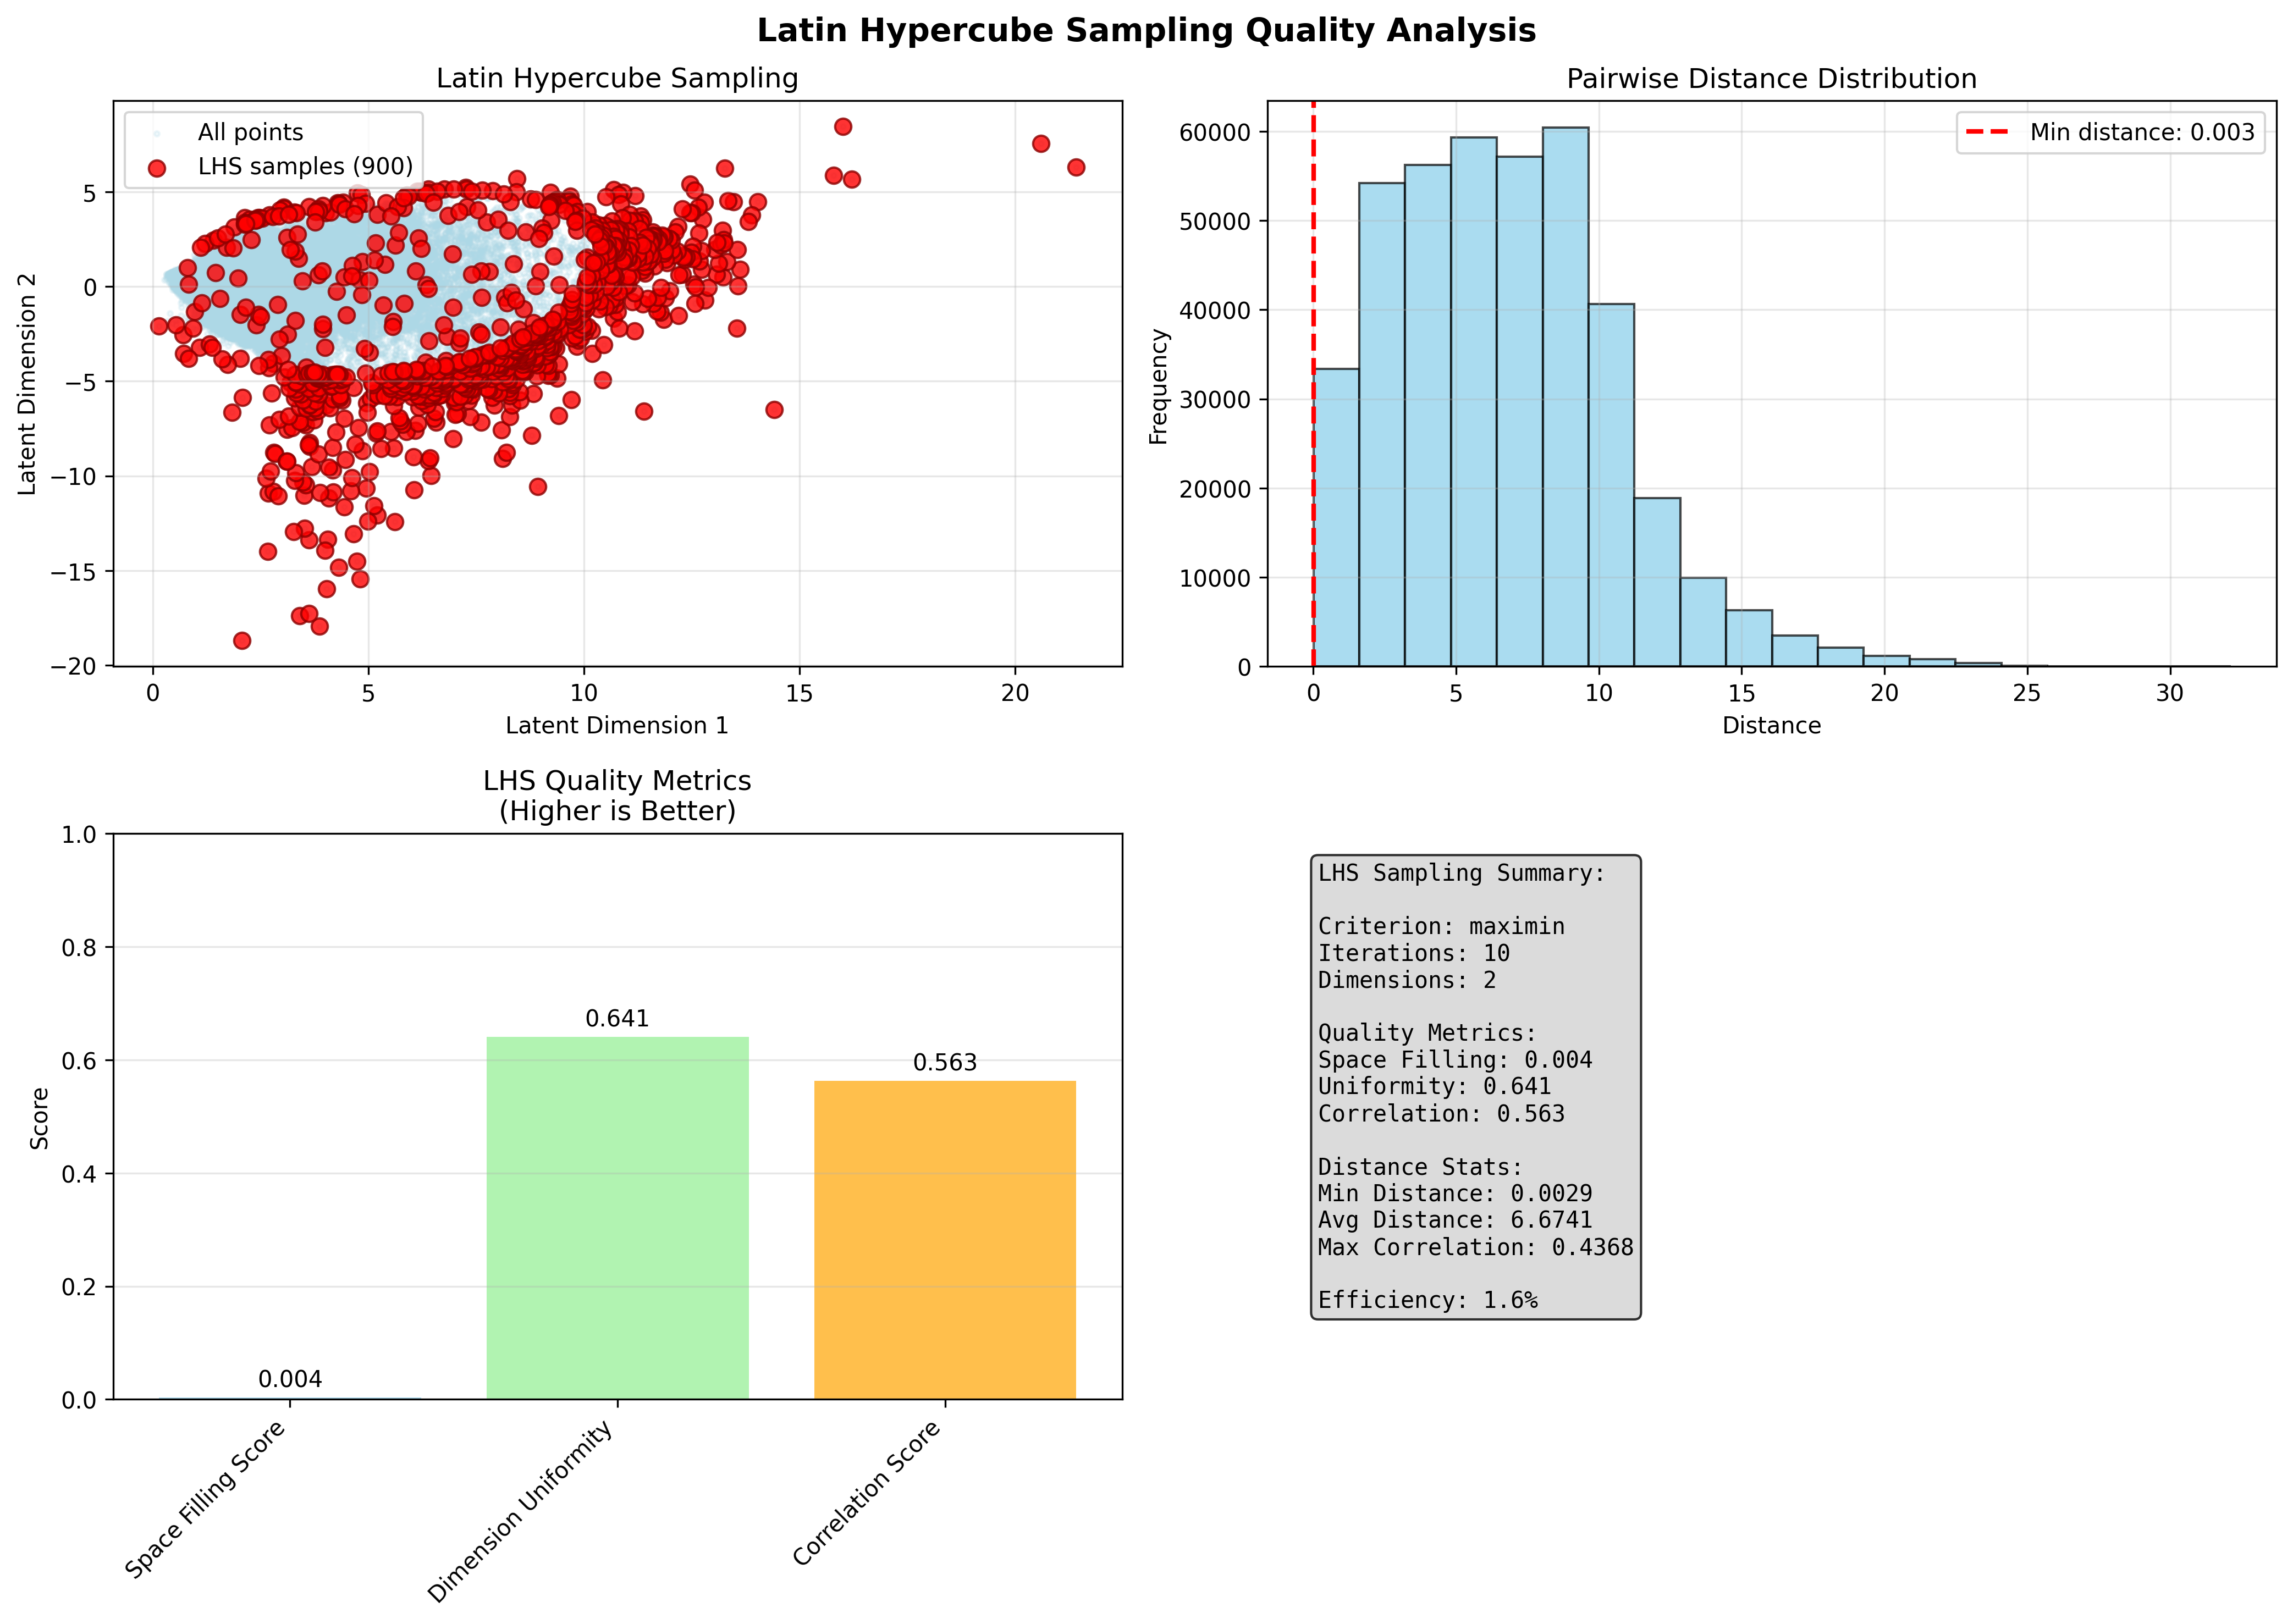 Latin Hypercube Sampling Quality Analysis
Latin Hypercube Sampling
All points
LHS samples (900)
5
0
−5
−10
−15
−20
Latent Dimension 2
0
5
10
15
20
Latent Dimension 1
Pairwise Distance Distribution
Min distance: 0.003
60000
50000
40000
30000
20000
10000
0
Frequency
0
5
10
15
20
25
30
Distance
LHS Quality Metrics
(Higher is Better)
1.0
0.8
0.6
0.4
0.2
0.0
Score
0.004
0.641
0.563
Space Filling Score
Dimension Uniformity
Correlation Score
LHS Sampling Summary:
Criterion: maximin
Iterations: 10
Dimensions: 2
Quality Metrics:
Space Filling: 0.004
Uniformity: 0.641
Correlation: 0.563
Distance Stats:
Min Distance: 0.0029
Avg Distance: 6.6741
Max Correlation: 0.4368
Efficiency: 1.6%